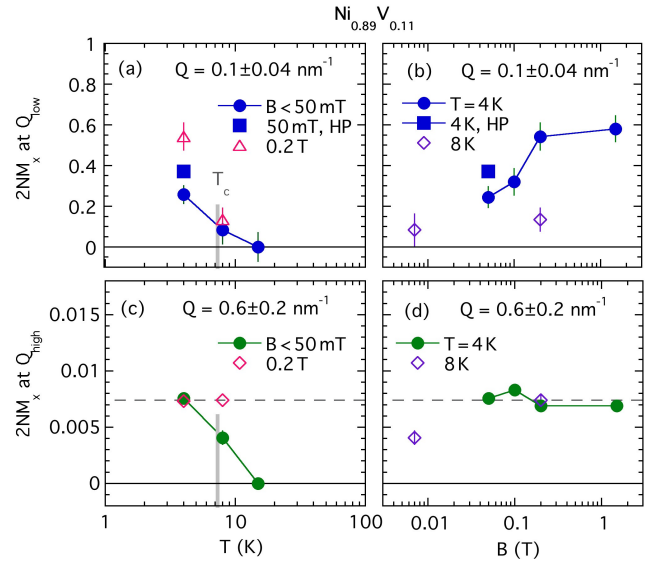 Ni0.89V0.11
(a) Q = 0.1±0.04 nm-1
B < 50 mT
50 mT, HP
0.2 T
Tc
2NMx at Qlow
1
0.8
0.6
0.4
0.2
0
(b) Q = 0.1±0.04 nm-1
T = 4 K
4K, HP
8K
(c) Q = 0.6±0.2 nm-1
B < 50 mT
0.2 T
2NMx at Qhigh
0.015
0.01
0.005
0
1 10 100
T (K)
(d) Q = 0.6±0.2 nm-1
T = 4 K
8K
0.01 0.1 1
B (T)